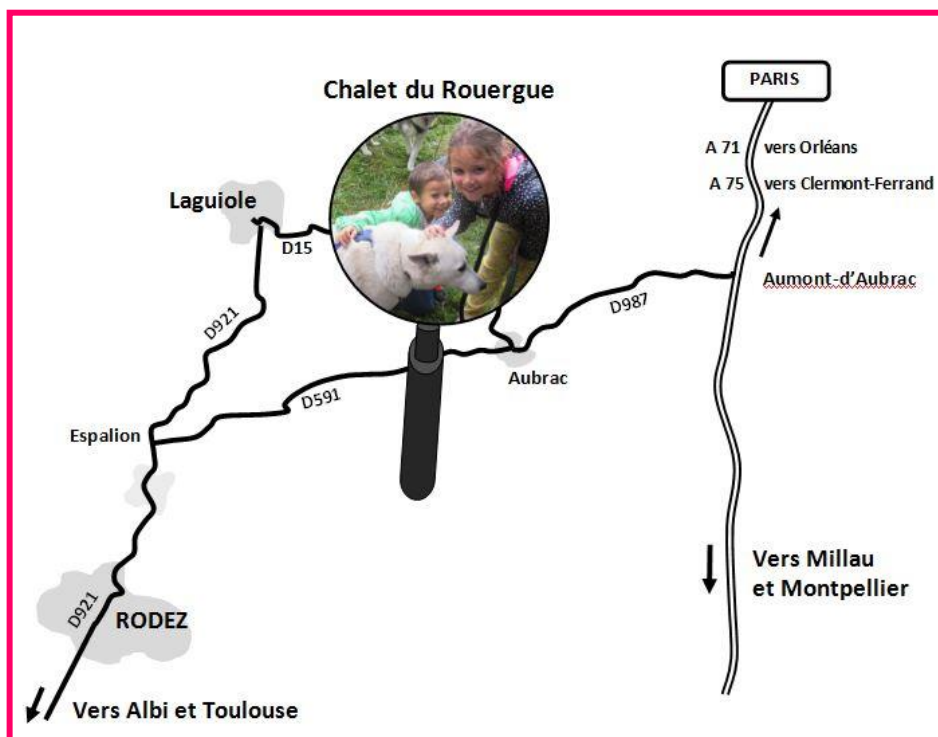 PARIS
Chalet du Rouergue
A 71 vers Orléans
A 75 vers Clermont-Ferrand
Laguiole
D15
Aumont-d'Aubrac
D987
D921
Aubrac
D591
Espalion
Vers Millau
et Montpellier
D921
RODEZ
Vers Albi et Toulouse